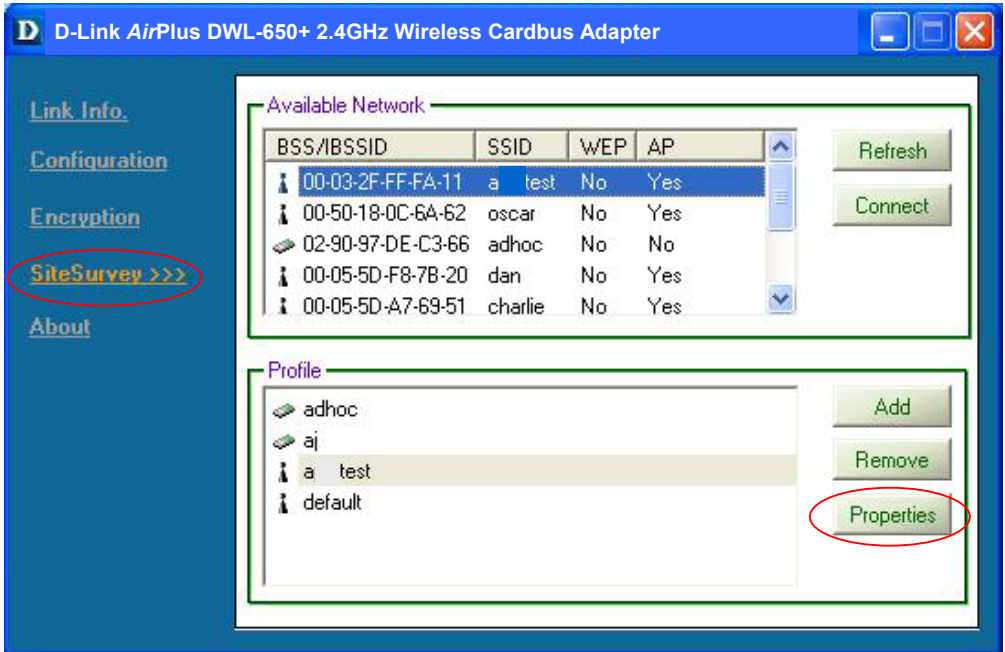 D D-Link AirPlus DWL-650+ 2.4GHz Wireless Cardbus Adapter
Link Info.
Configuration
Encryption
SiteSurvey >>>
About
Available Network
BSS/IBSSID SSID WEP AP
00-03-2F-FF-FA-11 a test No Yes
00-50-18-0C-6A-62 oscar No Yes
02-90-97-DE-C3-66 adhoc No No
00-05-5D-F8-7B-20 dan No Yes
00-05-5D-A7-69-51 charlie No Yes
Refresh
Connect
Profile
adhoc
aj
a test
default
Add
Remove
Properties